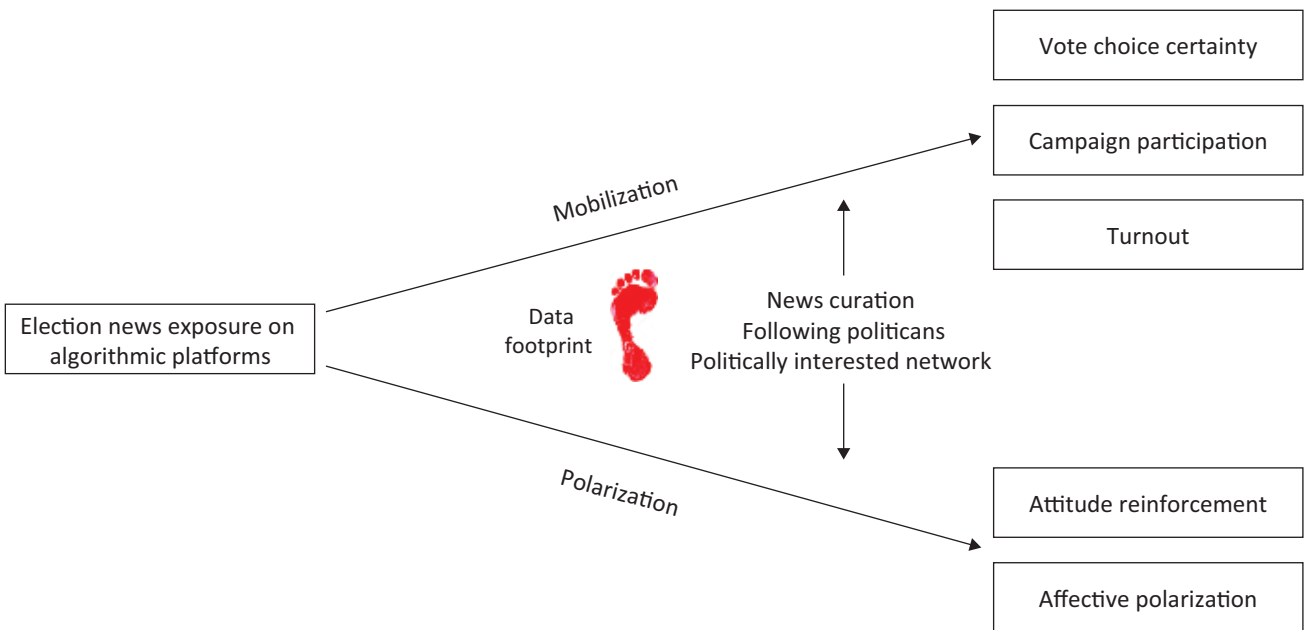 Vote choice certainty
Campaign participation
Turnout
Mobilization
Data
footprint
News curation
Following politicans
Politically interested network
Election news exposure on
algorithmic platforms
Polarization
Attitude reinforcement
Affective polarization